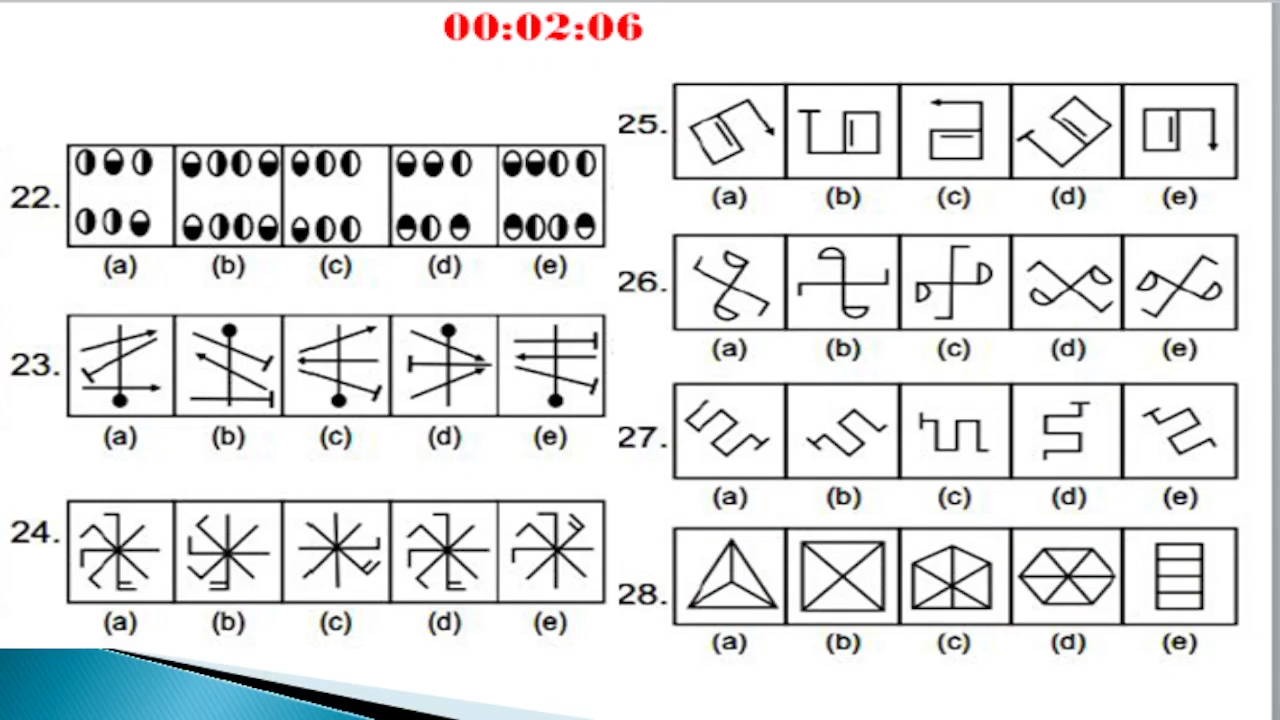 00:02:06
22.
(a) (b) (c) (d) (e)
23.
(a) (b) (c) (d) (e)
24.
(a) (b) (c) (d) (e)
25.
(a) (b) (c) (d) (e)
26.
(a) (b) (c) (d) (e)
27.
(a) (b) (c) (d) (e)
28.
(a) (b) (c) (d) (e)